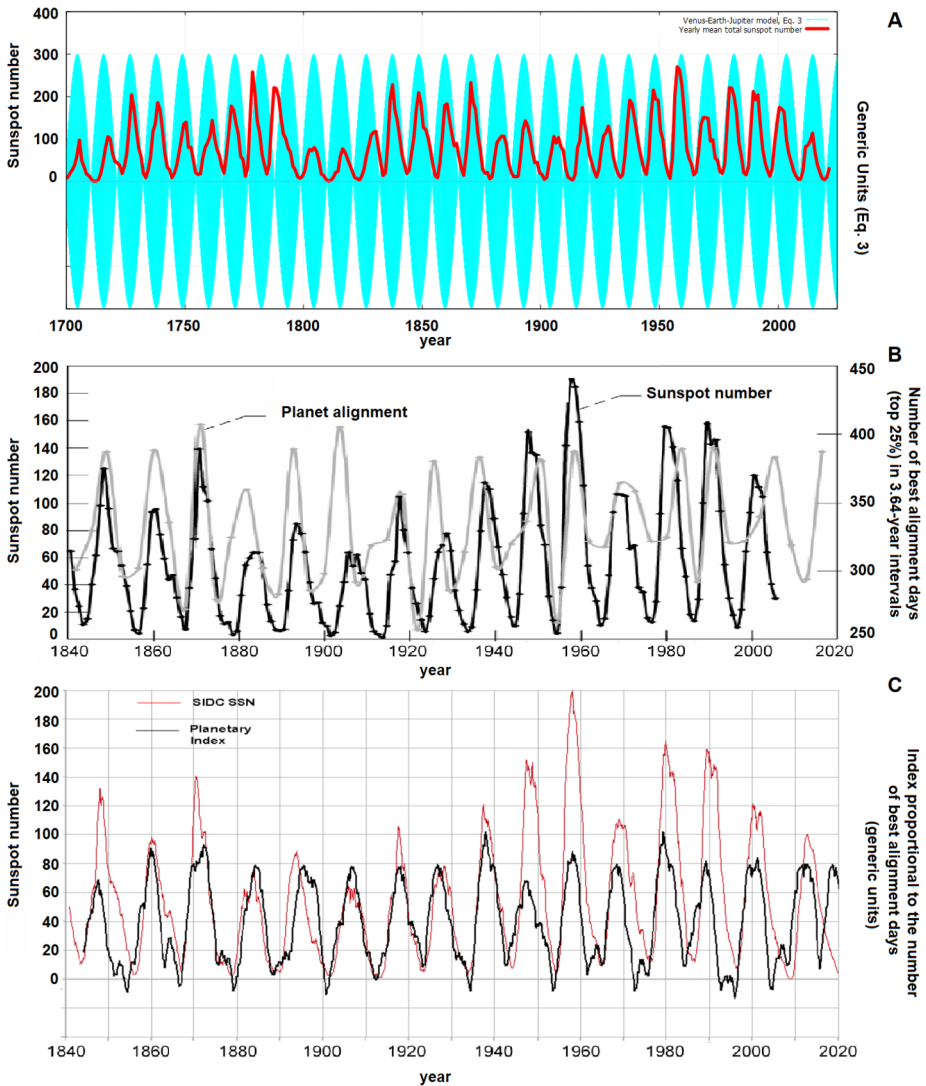 A
Sunspot number
400
300
200
100
0
Venus-Earth-Jupiter model, Eq. 3
Yearly mean total sunspot number
Generic Units (Eq. 3)
1700 1750 1800 1850 1900 1950 2000
year
B
Sunspot number
200
180
160
140
120
100
80
60
40
20
0
Planet alignment
Sunspot number
450
400
350
300
250
Number of best alignment days
(top 25%) in 3.64-year intervals
1840 1860 1880 1900 1920 1940 1960 1980 2000 2020
year
C
Sunspot number
200
180
160
140
120
100
80
60
40
20
0
SIDC SSN
Planetary
Index
Index proportional to the number
of best alignment days
(generic units)
1840 1860 1880 1900 1920 1940 1960 1980 2000 2020
year